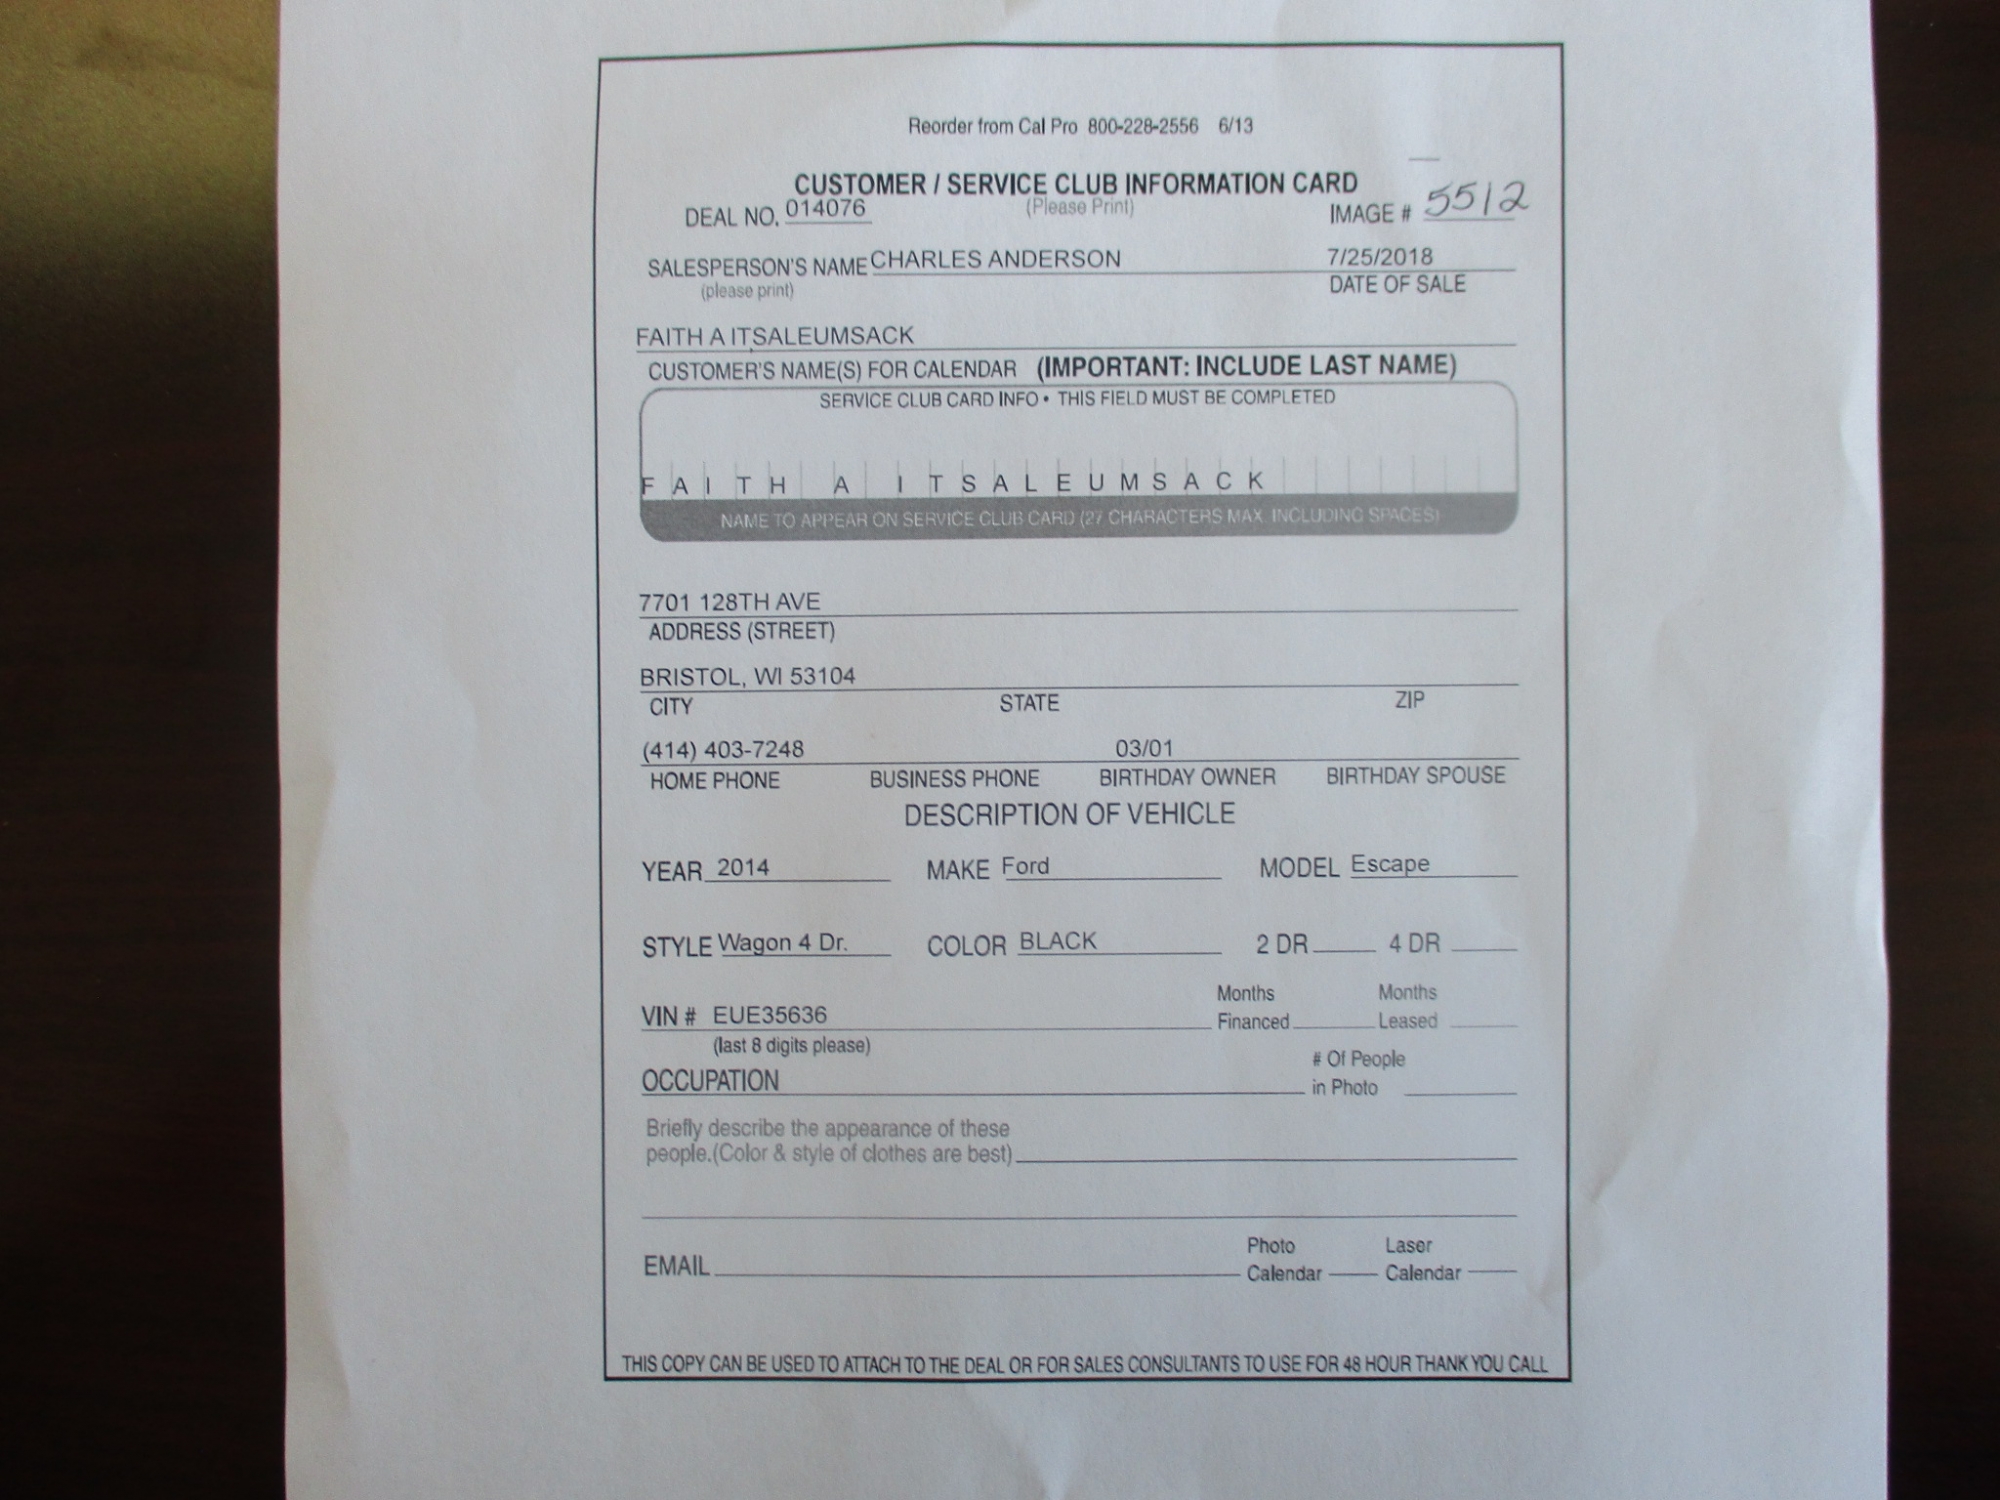 Reorder from Cal Pro 800-228-2556 6/13
CUSTOMER / SERVICE CLUB INFORMATION CARD
DEAL NO. 014076 (Please Print) IMAGE # 5512
SALESPERSON'S NAME CHARLES ANDERSON 7/25/2018
(please print) DATE OF SALE
FAITH A ITSALEUMSACK
CUSTOMER'S NAME(S) FOR CALENDAR (IMPORTANT: INCLUDE LAST NAME)
SERVICE CLUB CARD INFO • THIS FIELD MUST BE COMPLETED
F A I T H A I T S A L E U M S A C K
NAME TO APPEAR ON SERVICE CLUB CARD (27 CHARACTERS MAX. INCLUDING SPACES)
7701 128TH AVE
ADDRESS (STREET)
BRISTOL, WI 53104
CITY STATE ZIP
(414) 403-7248 03/01
HOME PHONE BUSINESS PHONE BIRTHDAY OWNER BIRTHDAY SPOUSE
DESCRIPTION OF VEHICLE
YEAR 2014 MAKE Ford MODEL Escape
STYLE Wagon 4 Dr. COLOR BLACK 2 DR 4 DR
Months Months
VIN # EUE35636 Financed Leased
(last 8 digits please)
# Of People
OCCUPATION in Photo
Briefly describe the appearance of these
people.(Color & style of clothes are best)
Photo Laser
EMAIL Calendar Calendar
THIS COPY CAN BE USED TO ATTACH TO THE DEAL OR FOR SALES CONSULTANTS TO USE FOR 48 HOUR THANK YOU CALL